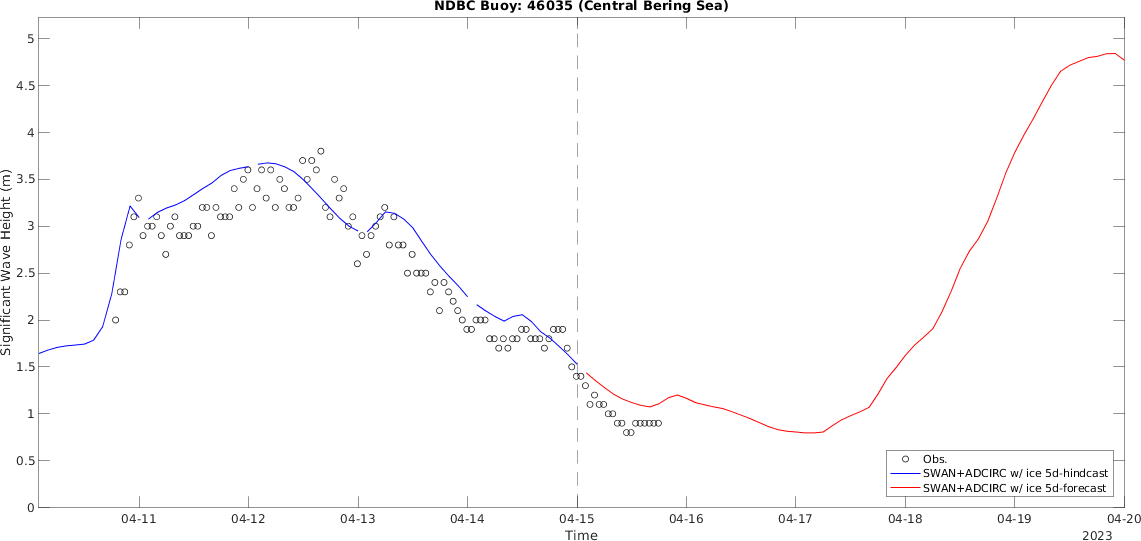 NDBC Buoy: 46035 (Central Bering Sea)
5
4.5
4
3.5
3
2.5
2
1.5
1
0.5
0
Significant Wave Height (m)
Obs.
SWAN+ADCIRC w/ ice 5d-hindcast
SWAN+ADCIRC w/ ice 5d-forecast
04-11 04-12 04-13 04-14 04-15 04-16 04-17 04-18 04-19 04-20
Time
2023